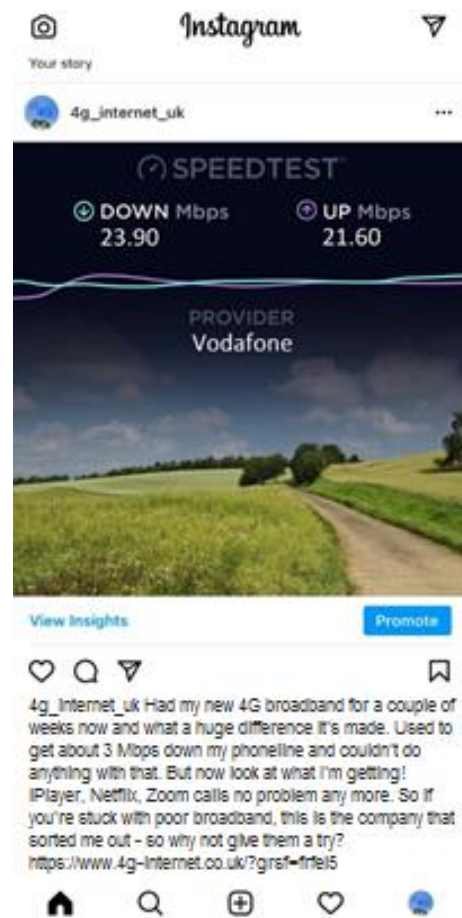 Instagram
Your story
4g_internet_uk
SPEEDTEST
DOWN Mbps UP Mbps
23.90 21.60
PROVIDER
Vodafone
View Insights Promote
4g_internet_uk Had my new 4G broadband for a couple of
weeks now and what a huge difference it's made. Used to
get about 3 Mbps down my phoneline and couldn't do
anything with that. But now look at what I'm getting!
iPlayer, Netflix, Zoom calls no problem any more. So if
you're stuck with poor broadband, this is the company that
sorted me out – so why not give them a try?